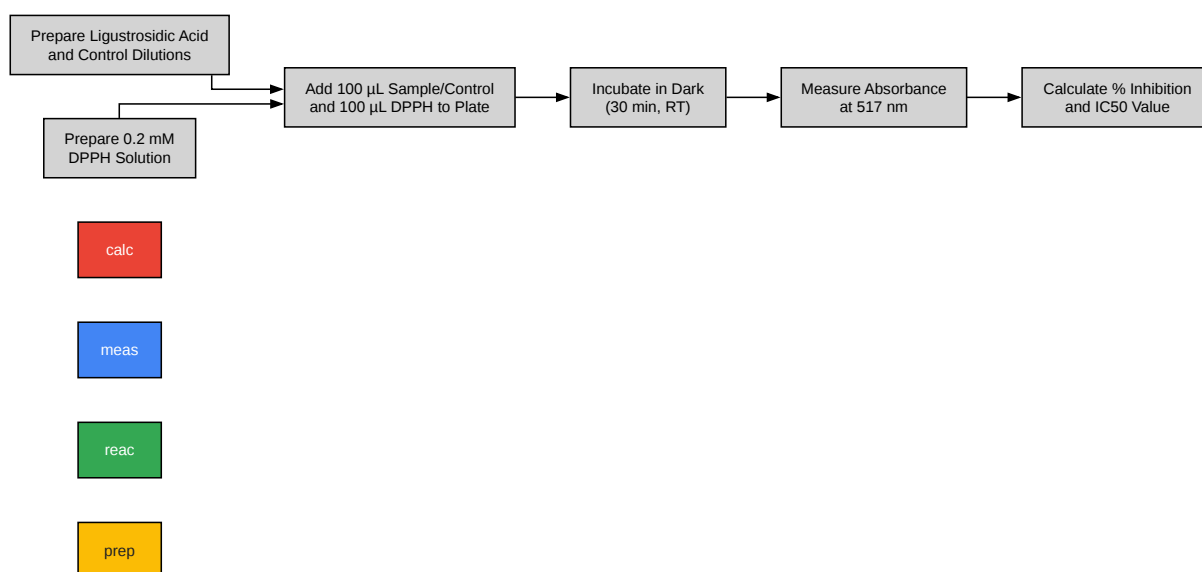 Prepare Ligustrosidic Acid
and Control Dilutions
Prepare 0.2 mM
DPPH Solution
Add 100 µL Sample/Control
and 100 µL DPPH to Plate
Incubate in Dark
(30 min, RT)
Measure Absorbance
at 517 nm
Calculate % Inhibition
and IC50 Value
calc
meas
reac
prep